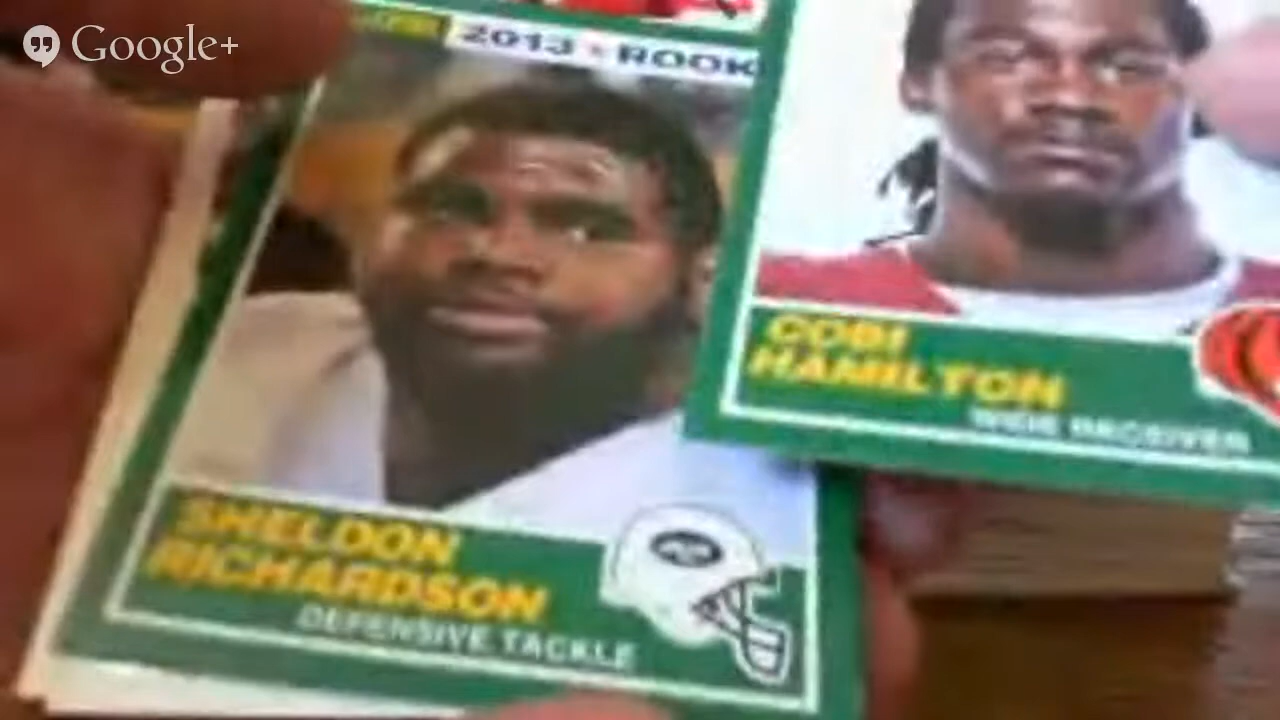 Google+
2013 ROOK
SHELDON
RICHARDSON
DEFENSIVE TACKLE
COBI
HAMILTON
WIDE RECEIVER